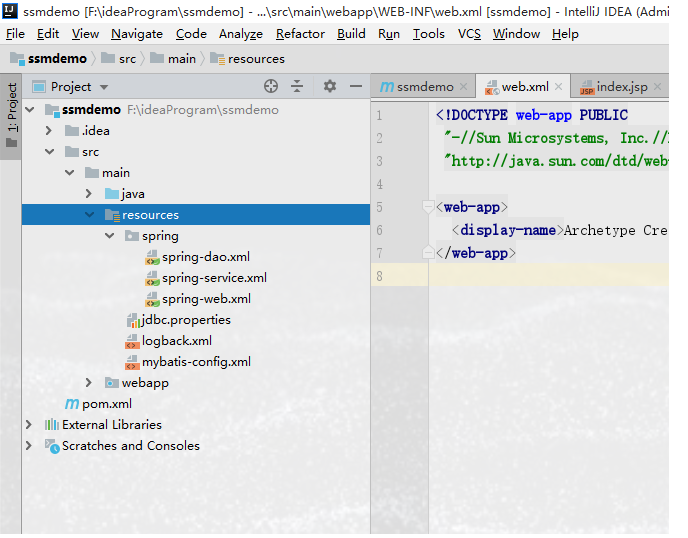 ssmdemo [F:\ideaProgram\ssmdemo] - ...\src\main\webapp\WEB-INF\web.xml [ssmdemo] - IntelliJ IDEA (Admi
File Edit View Navigate Code Analyze Refactor Build Run Tools VCS Window Help
ssmdemo src main resources
1: Project
Project
ssmdemo web.xml index.jsp
ssmdemo F:\ideaProgram\ssmdemo
.idea
src
main
java
resources
spring
spring-dao.xml
spring-service.xml
spring-web.xml
jdbc.properties
logback.xml
mybatis-config.xml
webapp
pom.xml
External Libraries
Scratches and Consoles
1 <!DOCTYPE web-app PUBLIC
2 "-//Sun Microsystems, Inc.//
3 "http://java.sun.com/dtd/web-
4
5 <web-app>
6 <display-name>Archetype Cre
7 </web-app>
8